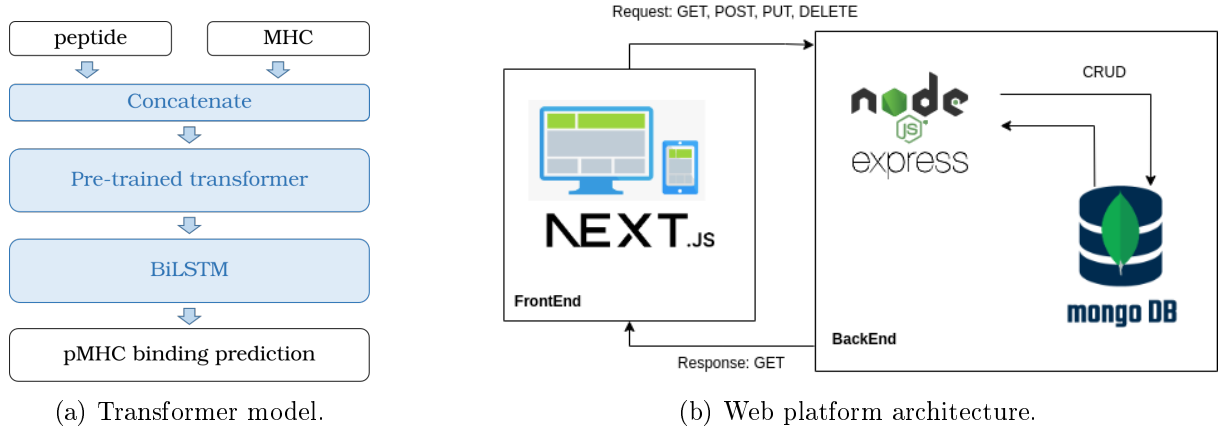 peptide
MHC
Concatenate
Pre-trained transformer
BiLSTM
pMHC binding prediction
(a) Transformer model.
Request: GET, POST, PUT, DELETE
NEXT.JS
FrontEnd
node
JS
express
CRUD
mongo DB
BackEnd
Response: GET
(b) Web platform architecture.